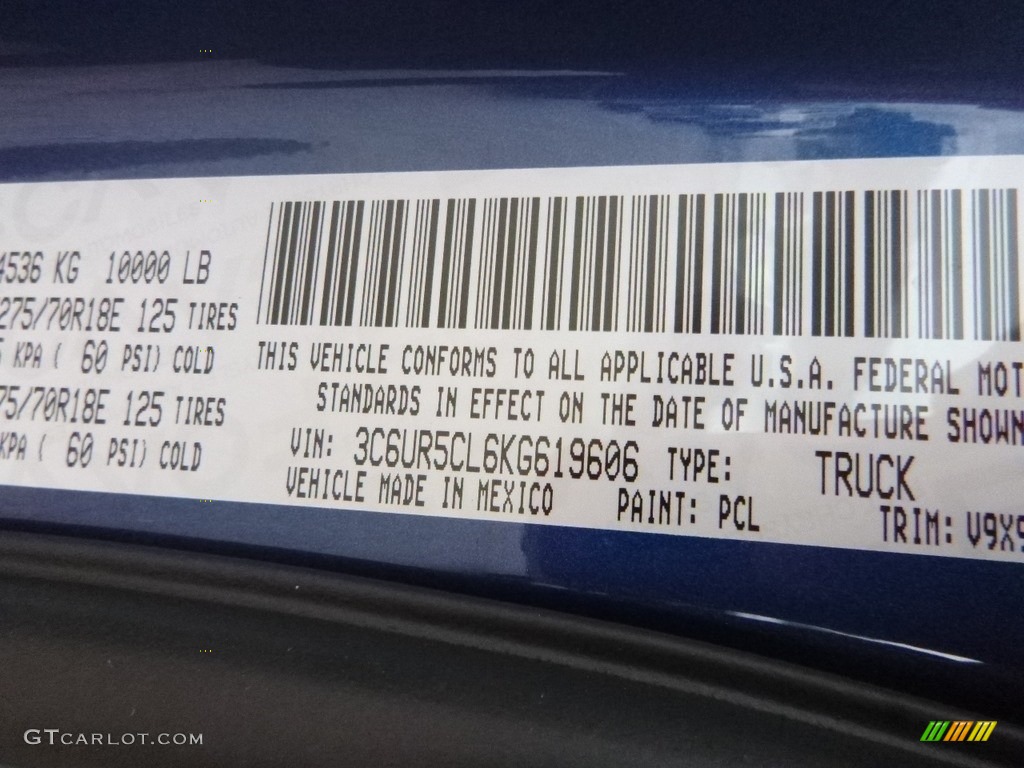 4536 KG 10000 LB
275/70R18E 125 TIRES
KPA ( 60 PSI) COLD
75/70R18E 125 TIRES
KPA ( 60 PSI) COLD
THIS VEHICLE CONFORMS TO ALL APPLICABLE U.S.A. FEDERAL MOT
STANDARDS IN EFFECT ON THE DATE OF MANUFACTURE SHOWN
VIN: 3C6UR5CL6KG619606 TYPE: TRUCK
VEHICLE MADE IN MEXICO PAINT: PCL TRIM: V9X9
GTCARLOT.COM